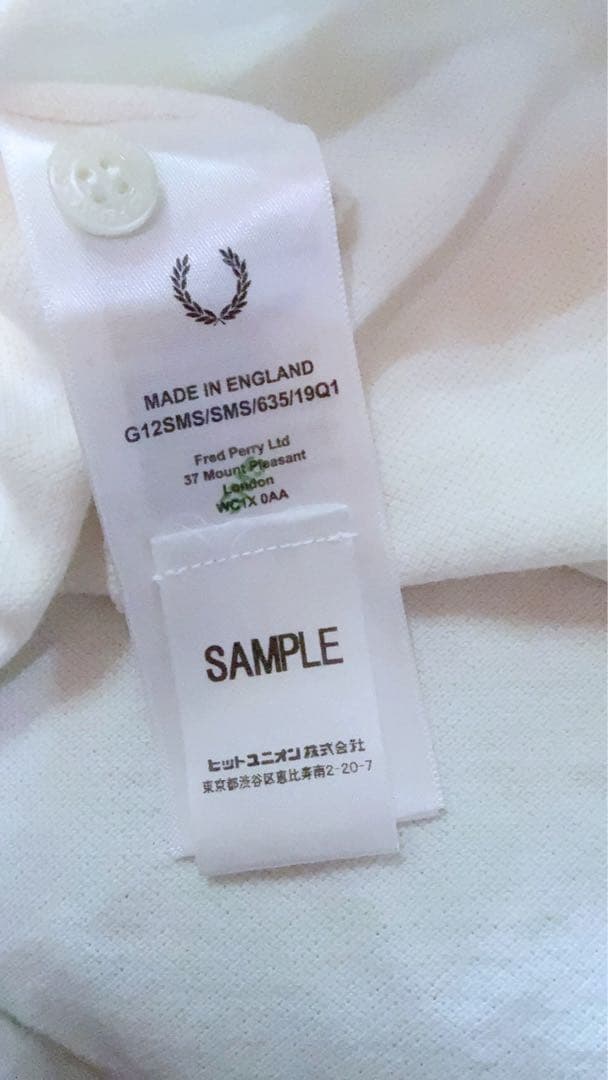 MADE IN ENGLAND
G12SMS/SMS/635/19Q1
Fred Perry Ltd
37 Mount Pleasant
London
WC1X 0AA
SAMPLE
ヒットユニオン株式会社
東京都渋谷区恵比寿南2-20-7